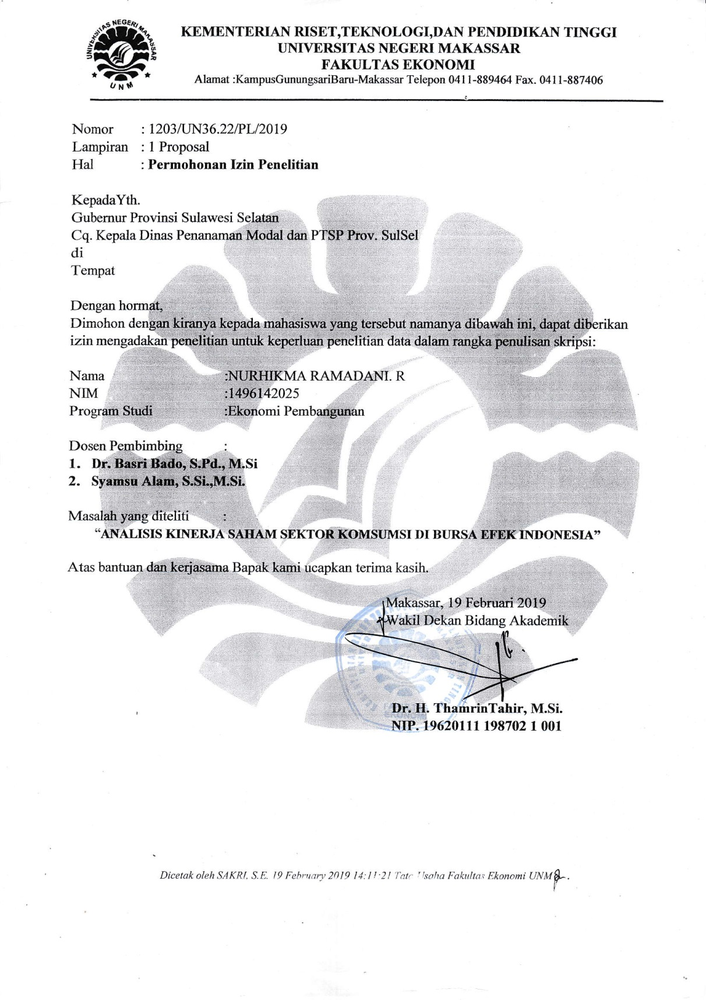 UNIVERSITAS NEGERI MAKASSAR
UNM
KEMENTERIAN RISET,TEKNOLOGI,DAN PENDIDIKAN TINGGI
UNIVERSITAS NEGERI MAKASSAR
FAKULTAS EKONOMI
Alamat :KampusGunungsariBaru-Makassar Telepon 0411-889464 Fax. 0411-887406
Nomor : 1203/UN36.22/PL/2019
Lampiran : 1 Proposal
Hal : Permohonan Izin Penelitian
KepadaYth.
Gubernur Provinsi Sulawesi Selatan
Cq. Kepala Dinas Penanaman Modal dan PTSP Prov. SulSel
di
Tempat
Dengan hormat,
Dimohon dengan kiranya kepada mahasiswa yang tersebut namanya dibawah ini, dapat diberikan
izin mengadakan penelitian untuk keperluan penelitian data dalam rangka penulisan skripsi:
Nama :NURHIKMA RAMADANI. R
NIM :1496142025
Program Studi :Ekonomi Pembangunan
Dosen Pembimbing :
1. Dr. Basri Bado, S.Pd., M.Si
2. Syamsu Alam, S.Si.,M.Si.
Masalah yang diteliti :
“ANALISIS KINERJA SAHAM SEKTOR KOMSUMSI DI BURSA EFEK INDONESIA”
Atas bantuan dan kerjasama Bapak kami ucapkan terima kasih.
Makassar, 19 Februari 2019
Wakil Dekan Bidang Akademik
EKONOMI
Dr. H. ThamrinTahir, M.Si.
NIP. 19620111 198702 1 001
Dicetak oleh SAKRI, S.E. 19 February 2019 14:11:21 Tata Usaha Fakultas Ekonomi UNM